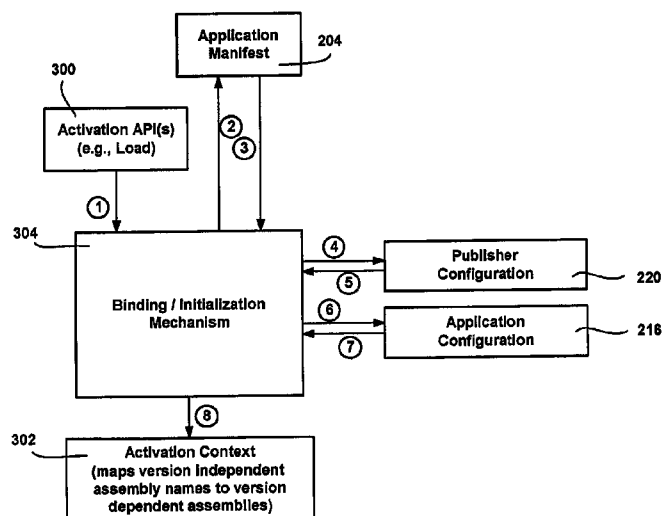 Application
Manifest
204
300
Activation API(s)
(e.g., Load)
2
3
1
304
Binding / Initialization
Mechanism
4
5
Publisher
Configuration
220
6
7
Application
Configuration
216
8
302
Activation Context
(maps version Independent
assembly names to version
dependent assemblies)